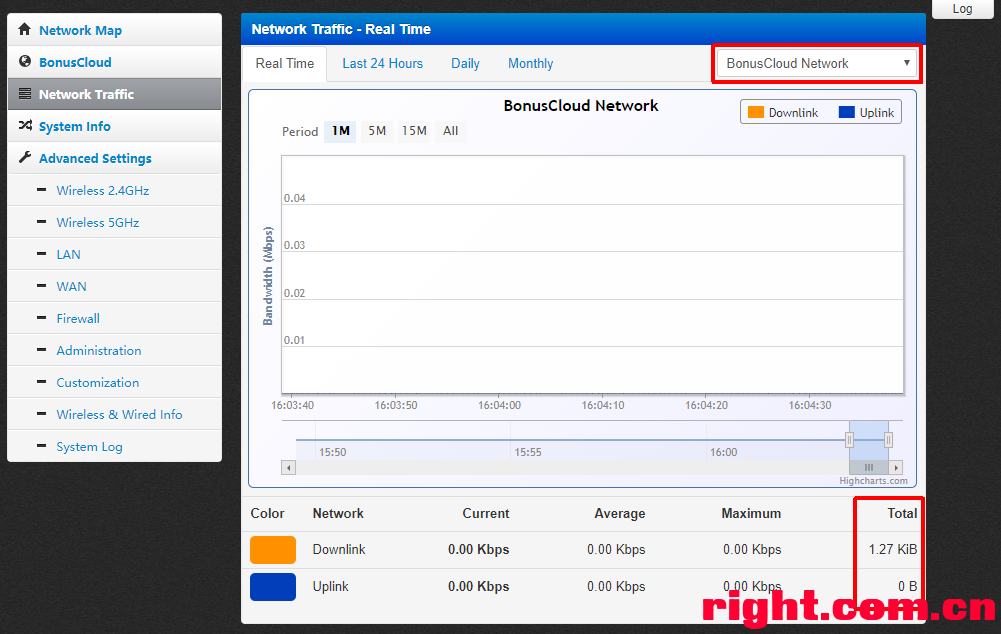 Log
Network Map
BonusCloud
Network Traffic
System Info
Advanced Settings
Wireless 2.4GHz
Wireless 5GHz
LAN
WAN
Firewall
Administration
Customization
Wireless & Wired Info
System Log
Network Traffic - Real Time
Real Time Last 24 Hours Daily Monthly BonusCloud Network
BonusCloud Network
Downlink Uplink
Period 1M 5M 15M All
Bandwidth (Mbps)
0.04
0.03
0.02
0.01
16:03:40 16:03:50 16:04:00 16:04:10 16:04:20 16:04:30
15:50 15:55 16:00
Highcharts.com
Color Network Current Average Maximum Total
Downlink 0.00 Kbps 0.00 Kbps 0.00 Kbps 1.27 KiB
Uplink 0.00 Kbps 0.00 Kbps 0.00 Kbps 0 B
right.com.cn